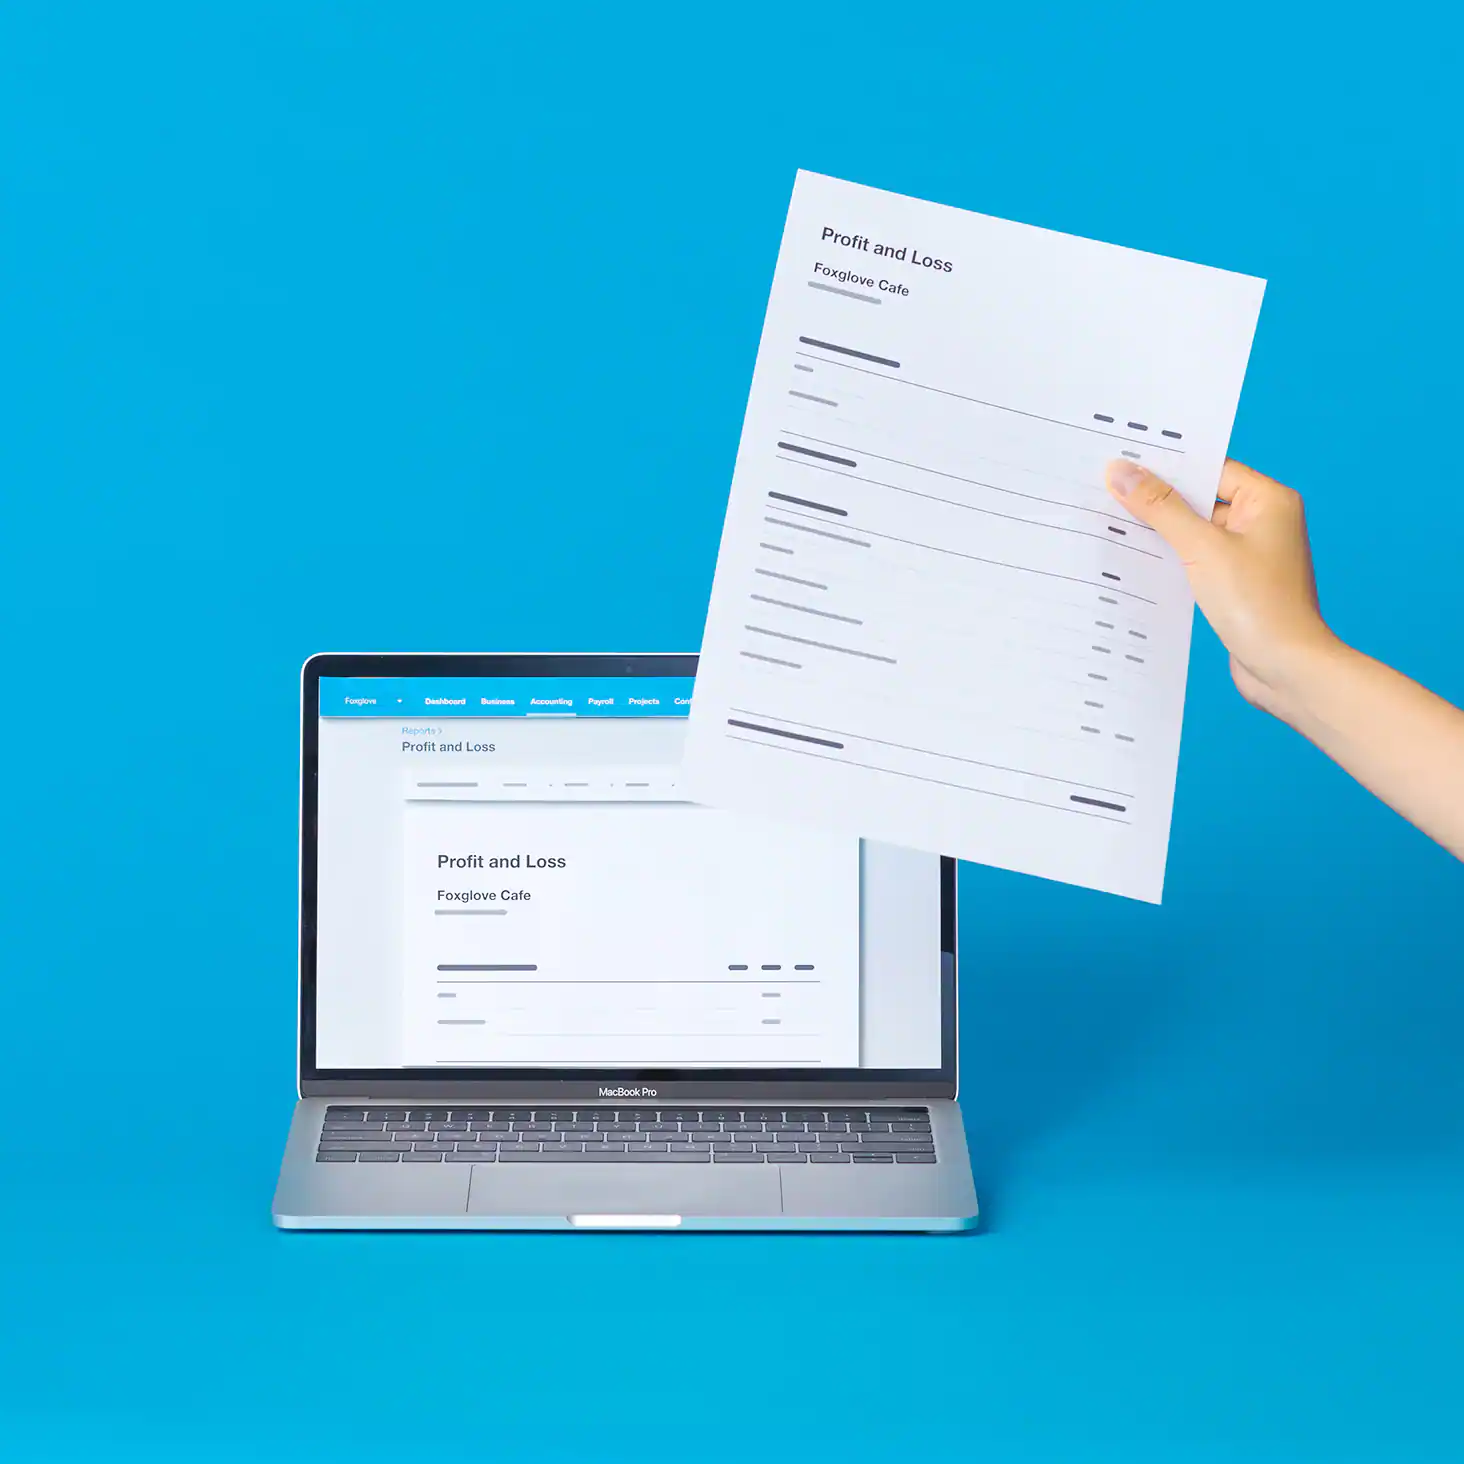 Profit and Loss
Foxglove Cafe
Foxglove
Dashboard
Business
Accounting
Payroll
Projects
Reports >
Profit and Loss
Profit and Loss
Foxglove Cafe
MacBook Pro